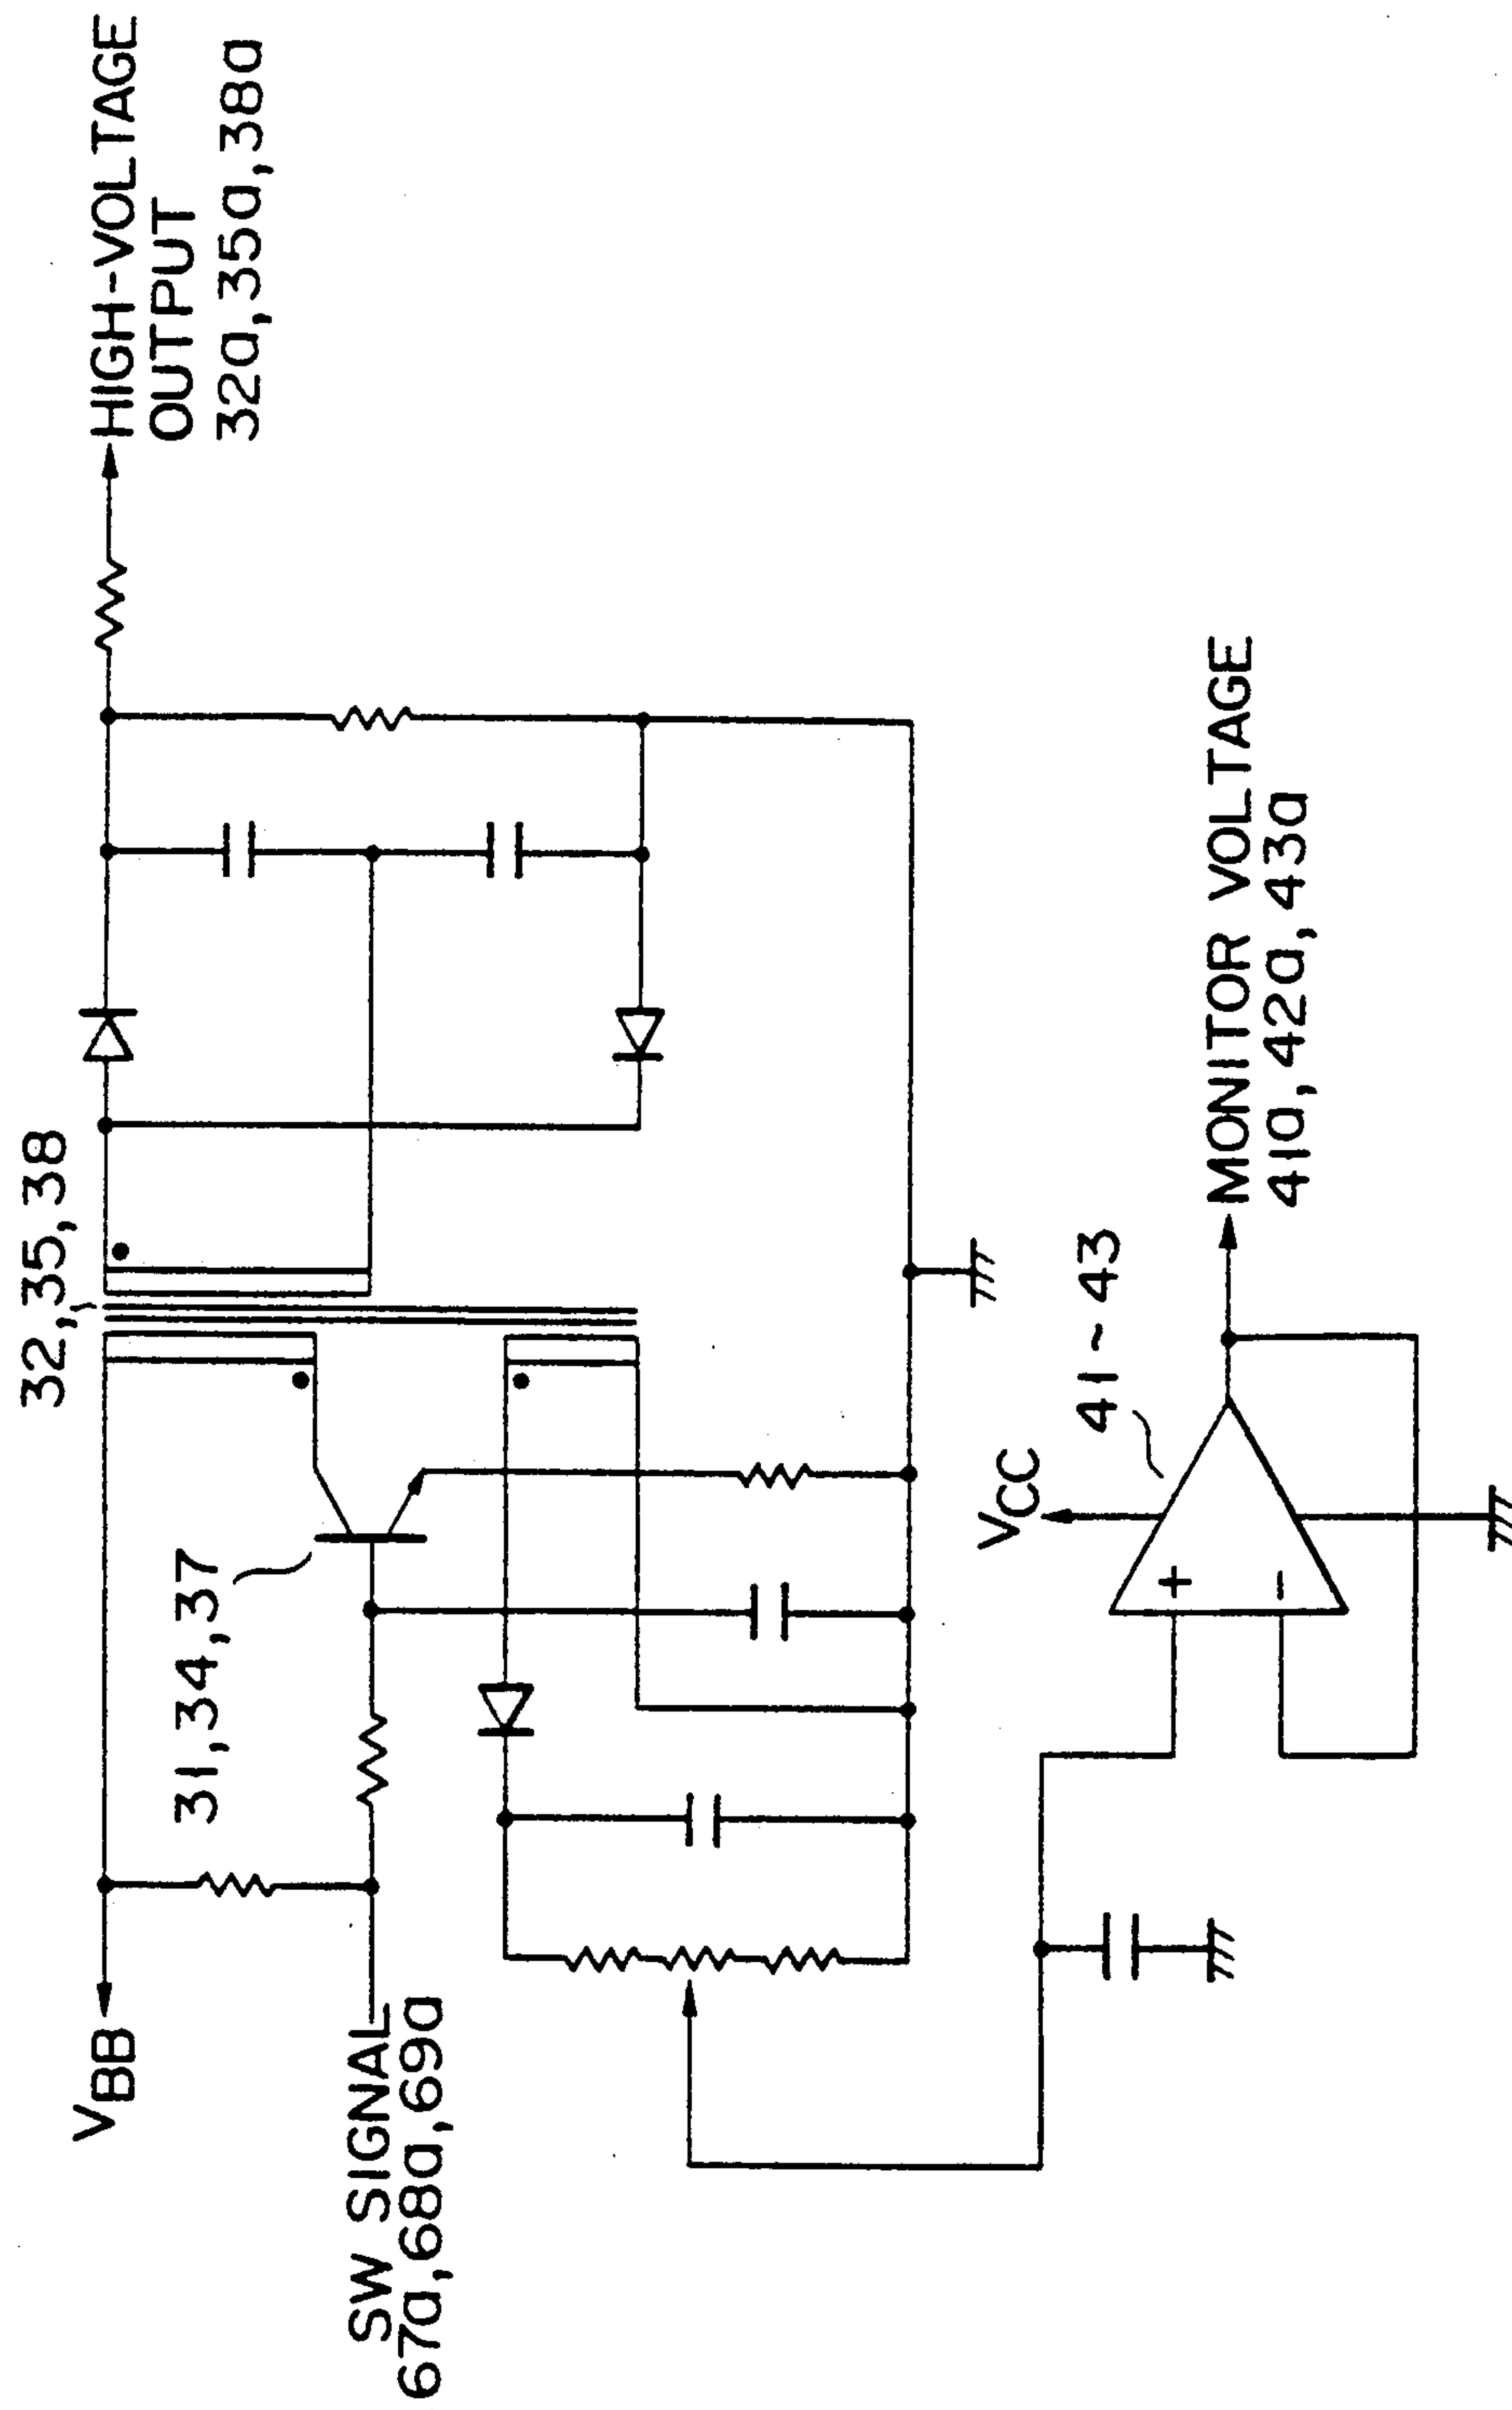 32,35,38
HIGH-VOLTAGE
OUTPUT
32a,35a,38a
VBB
31,34,37
SW SIGNAL
67a,68a,69a
VCC
41~43
+
-
MONITOR VOLTAGE
41a,42a,43a